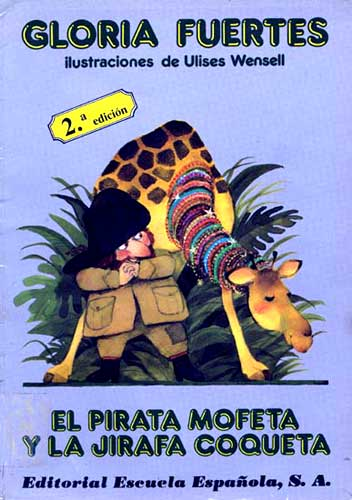 GLORIA FUERTES
ilustraciones de Ulises Wensell
2.ª edición
EL PIRATA MOFETA
Y LA JIRAFA COQUETA
Editorial Escuela Española, S. A.